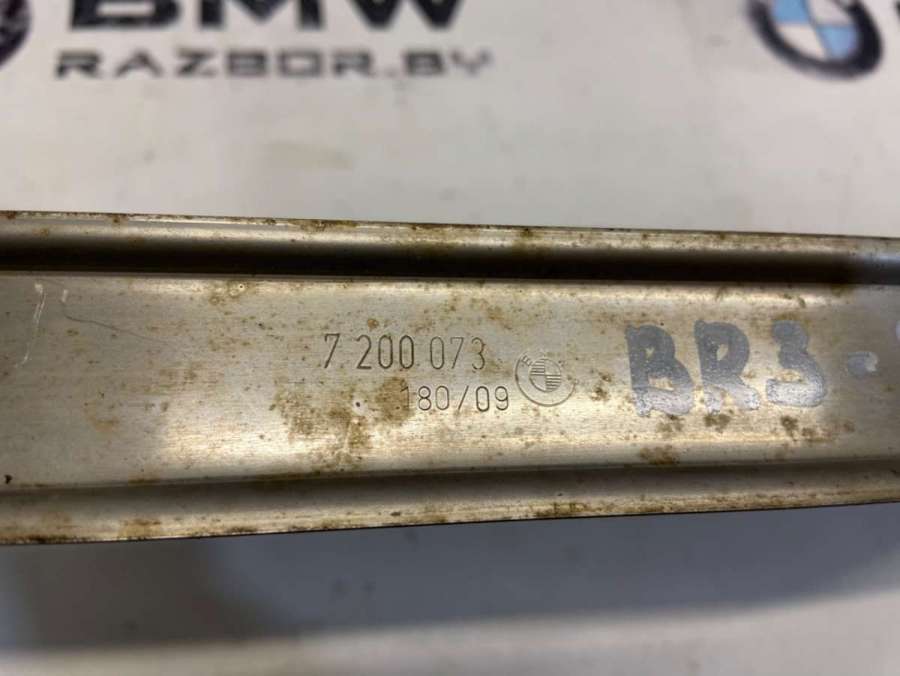 BMW
RAZBOR.BY
7 200 073
180/09
BR3-